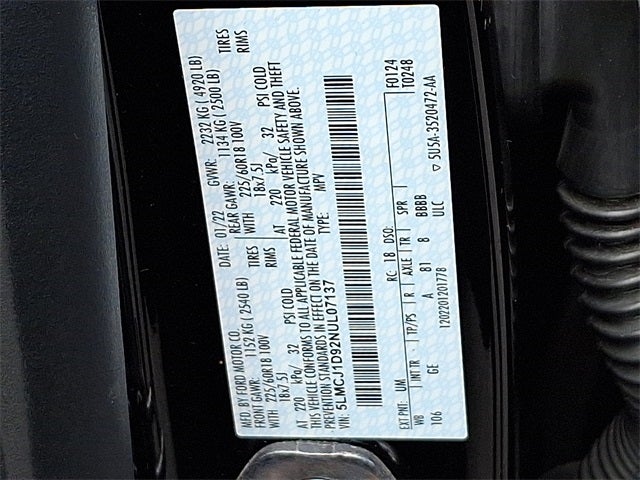 MFD. BY FORD MOTOR CO.
DATE: 01/22 GVWR: 2232 KG ( 4920 LB)
FRONT GAWR: 1152 KG ( 2540 LB) REAR GAWR: 1134 KG ( 2500 LB)
WITH 225/60R18 100V TIRES WITH 225/60R18 100V TIRES
18x7.5J RIMS 18x7.5J RIMS
AT 220 kPa/ 32 PSI COLD AT 220 kPa/ 32 PSI COLD
THIS VEHICLE CONFORMS TO ALL APPLICABLE FEDERAL MOTOR VEHICLE SAFETY AND THEFT
PREVENTION STANDARDS IN EFFECT ON THE DATE OF MANUFACTURE SHOWN ABOVE.
VIN: 5LMCJ1D92NUL07137 TYPE: MPV
F0124
T0248
EXT PNT: UM RC: 18 DSO:
WB INT TR TP/PS R AXLE TR SPR
106 GE A 81 8 BBBB
ULC
1202201201778 5U5A-3520472-AA